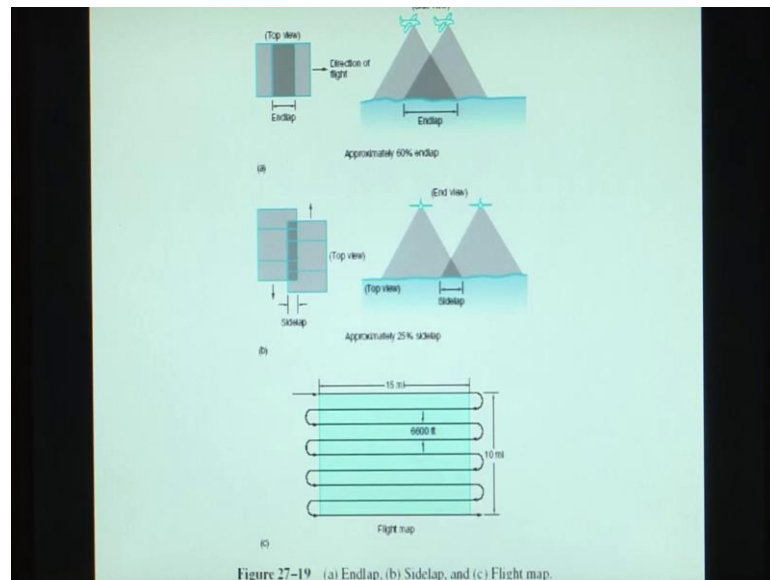 (Top view)
Direction of
flight
Endlap
Endlap
Approximately 60% endlap
(a)
(End view)
(Top view)
(Top view)
Sidelap
Sidelap
Approximately 25% sidelap
(b)
15 mi
6600 ft
10 mi
Flight map
(c)
Figure 27–19 (a) Endlap, (b) Sidelap, and (c) Flight map.